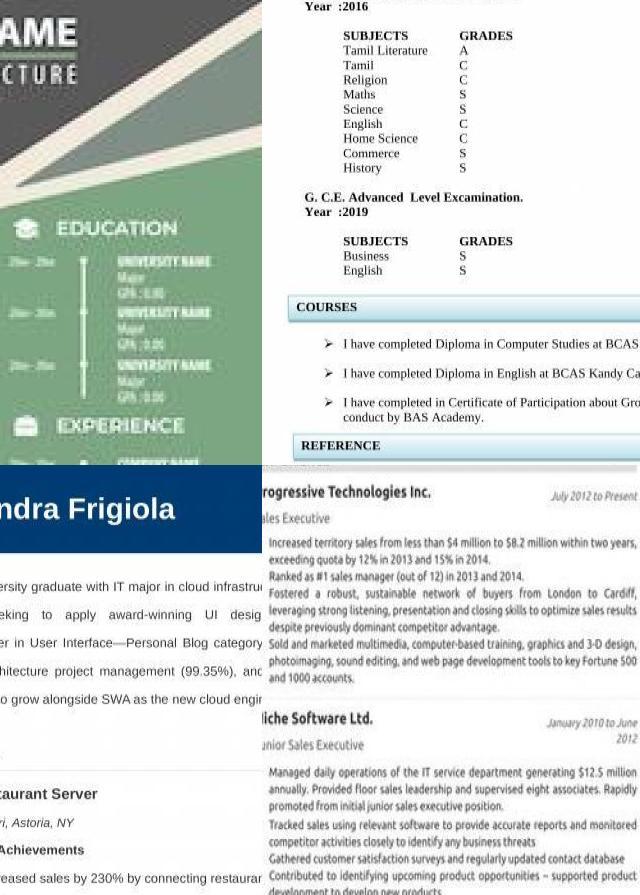 AME
CTURE
EDUCATION
UNIVERSITY NAME
Major
GPA : 0.00
UNIVERSITY NAME
Major
GPA : 0.00
UNIVERSITY NAME
Major
GPA : 0.00
EXPERIENCE
COMPANY NAME
Year :2016
SUBJECTS GRADES
Tamil Literature A
Tamil C
Religion C
Maths S
Science S
English C
Home Science C
Commerce S
History S
G. C.E. Advanced Level Excamination.
Year :2019
SUBJECTS GRADES
Business S
English S
COURSES
➢ I have completed Diploma in Computer Studies at BCAS
➢ I have completed Diploma in English at BCAS Kandy Ca
➢ I have completed in Certificate of Participation about Gro
conduct by BAS Academy.
REFERENCE
ndra Frigiola
ersity graduate with IT major in cloud infrastru
eking to apply award-winning UI desig
er in User Interface—Personal Blog category
hitecture project management (99.35%), and
o grow alongside SWA as the new cloud engir
taurant Server
ri, Astoria, NY
Achievements
eased sales by 230% by connecting restaurar
rogressive Technologies Inc. July 2012 to Present
ales Executive
Increased territory sales from less than $4 million to $8.2 million within two years,
exceeding quota by 12% in 2013 and 15% in 2014.
Ranked as #1 sales manager (out of 12) in 2013 and 2014.
Fostered a robust, sustainable network of buyers from London to Cardiff,
leveraging strong listening, presentation and closing skills to optimize sales results
despite previously dominant competitor advantage.
Sold and marketed multimedia, computer-based training, graphics and 3-D design,
photoimaging, sound editing, and web page development tools to key Fortune 500
and 1000 accounts.
liche Software Ltd. January 2010 to June
2012
unior Sales Executive
Managed daily operations of the IT service department generating $12.5 million
annually. Provided floor sales leadership and supervised eight associates. Rapidly
promoted from initial junior sales executive position.
Tracked sales using relevant software to provide accurate reports and monitored
competitor activities closely to identify any business threats
Gathered customer satisfaction surveys and regularly updated contact database
Contributed to identifying upcoming product opportunities – supported product
development to develop new products